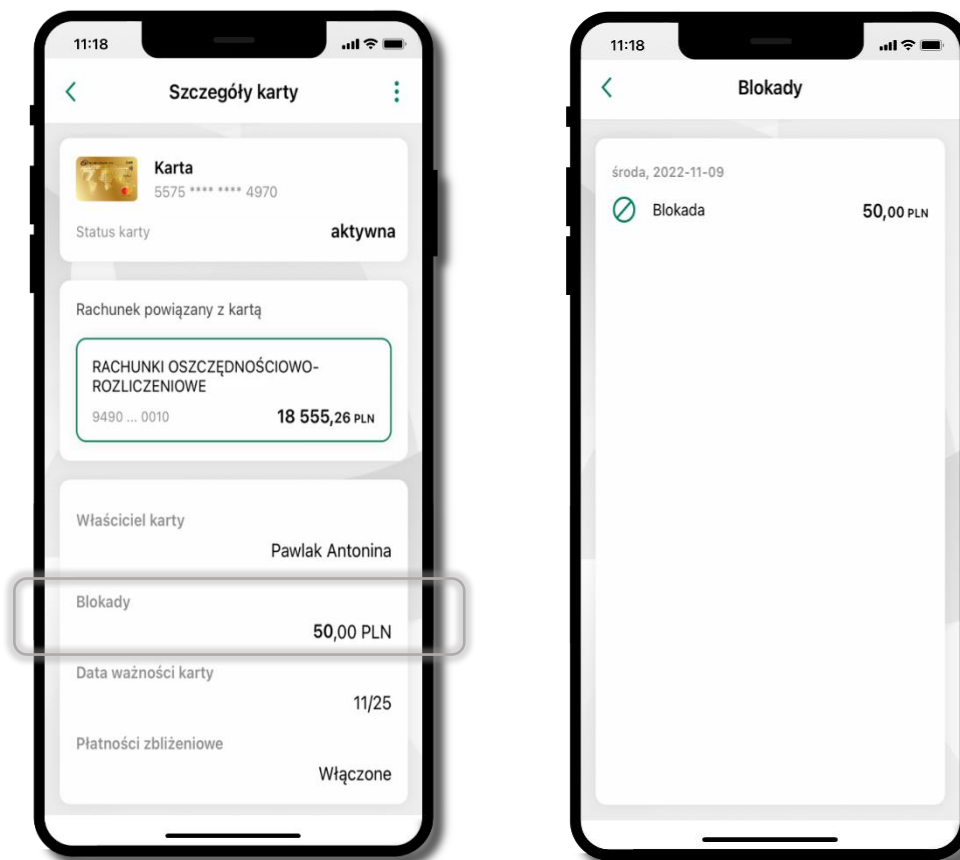 11:18
Szczegóły karty
Karta
5575 **** **** 4970
Status karty
aktywna
Rachunek powiązany z kartą
RACHUNKI OSZCZĘDNOŚCIOWO-
ROZLICZENIOWE
9490 ... 0010
18 555,26 PLN
Właściciel karty
Pawlak Antonina
Blokady
50,00 PLN
Data ważności karty
11/25
Płatności zbliżeniowe
Włączone
11:18
Blokady
środa, 2022-11-09
Blokada
50,00 PLN